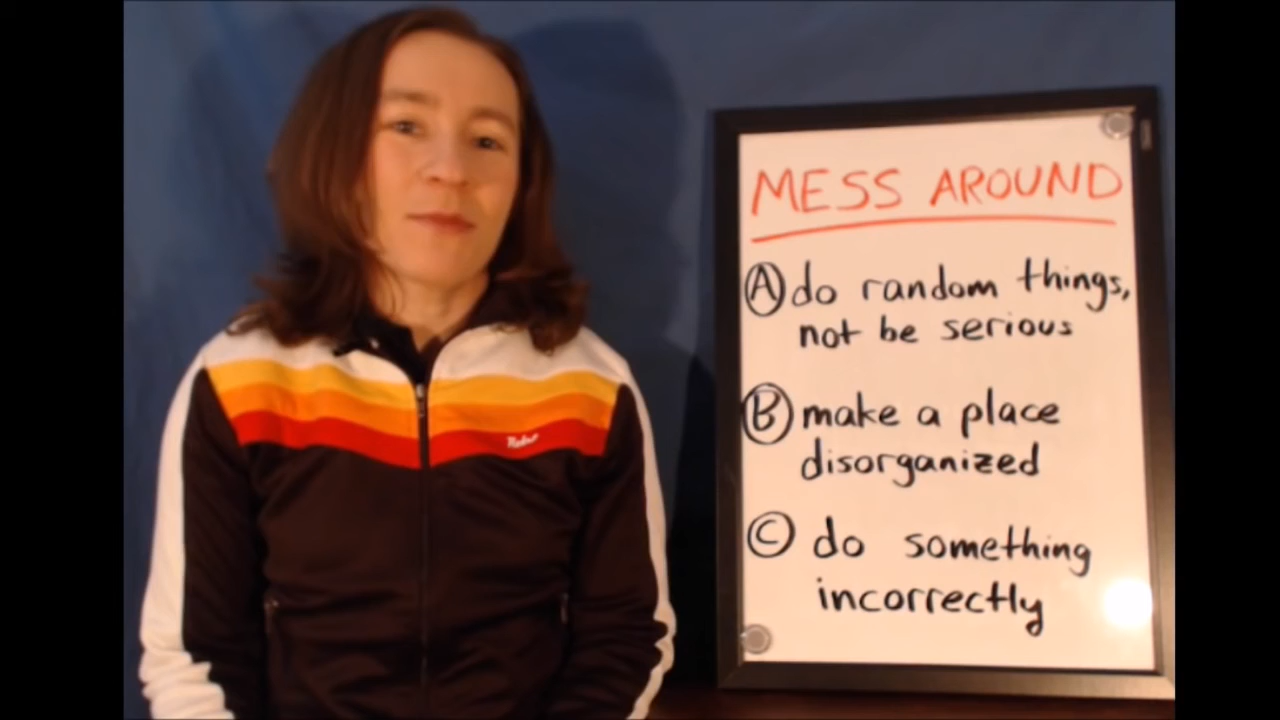 MESS AROUND
A do random things,
not be serious
B make a place
disorganized
C do something
incorrectly